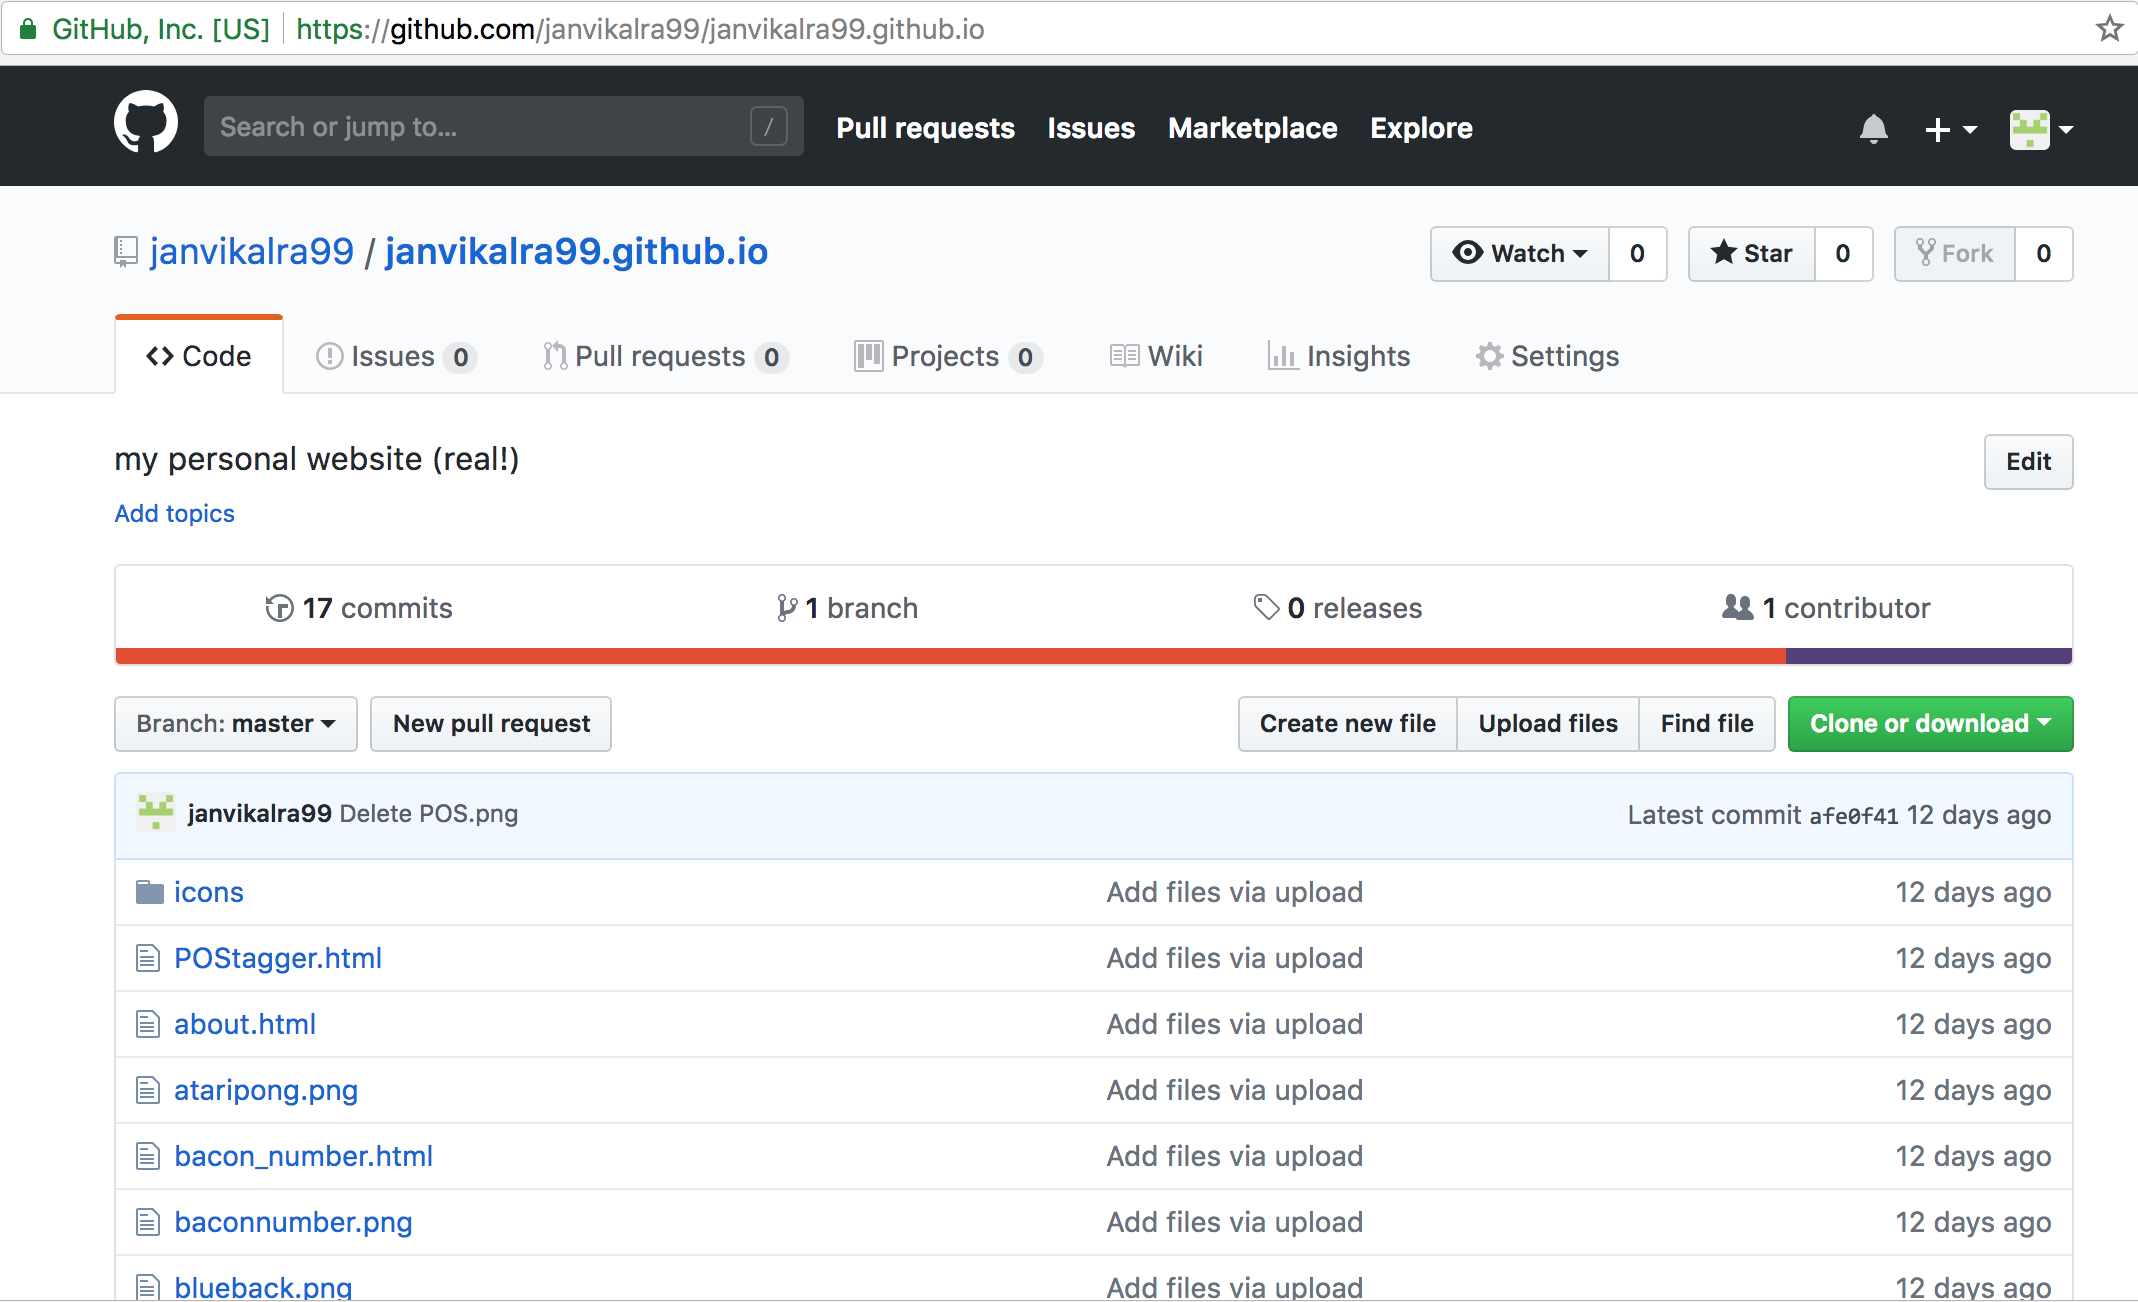 GitHub, Inc. [US] https://github.com/janvikalra99/janvikalra99.github.io
Search or jump to... / Pull requests Issues Marketplace Explore
janvikalra99 / janvikalra99.github.io Watch 0 Star 0 Fork 0
Code Issues 0 Pull requests 0 Projects 0 Wiki Insights Settings
my personal website (real!) Edit
Add topics
17 commits 1 branch 0 releases 1 contributor
Branch: master New pull request Create new file Upload files Find file Clone or download
janvikalra99 Delete POS.png Latest commit afe0f41 12 days ago
icons Add files via upload 12 days ago
POStagger.html Add files via upload 12 days ago
about.html Add files via upload 12 days ago
ataripong.png Add files via upload 12 days ago
bacon_number.html Add files via upload 12 days ago
baconnumber.png Add files via upload 12 days ago
blueback.png Add files via upload 12 days ago